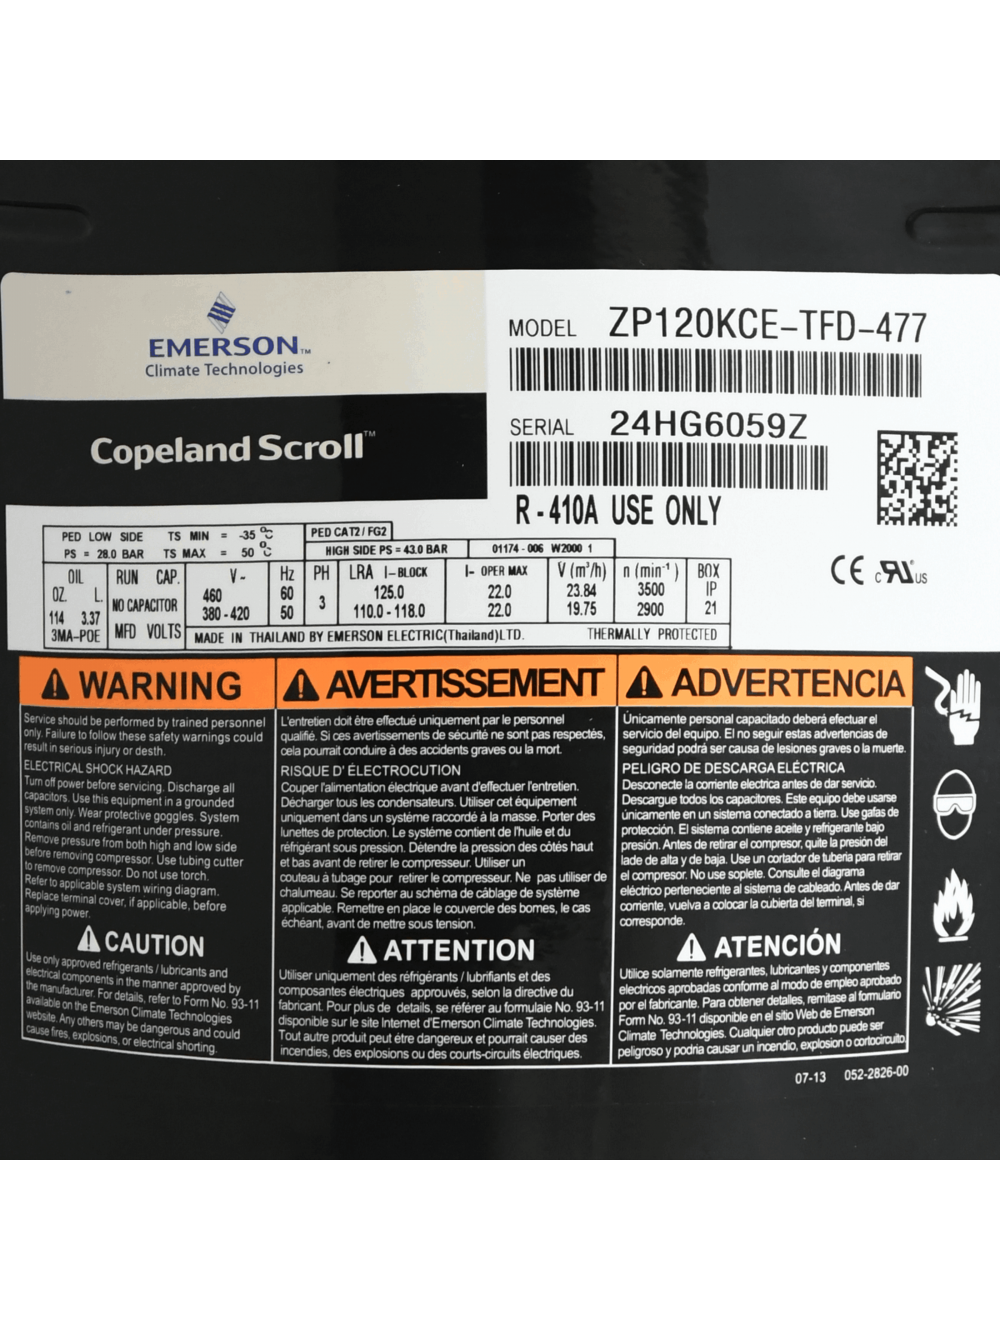 EMERSON™
Climate Technologies
Copeland Scroll™
MODEL ZP120KCE-TFD-477
SERIAL 24HG6059Z
R-410A USE ONLY
PED LOW SIDE TS MIN = -35 °C
PS = 28.0 BAR TS MAX = 50 °C
PED CAT2/FG2
HIGH SIDE PS = 43.0 BAR 01174-006 W2000 1
OIL RUN CAP. V~ Hz PH LRA I-BLOCK I- OPER MAX V (m³/h) n (min⁻¹) BOX
OZ. L. NO CAPACITOR 460 60 3 125.0 22.0 23.84 3500 IP
114 3.37 380-420 50 110.0 - 118.0 22.0 19.75 2900 21
3MA-POE MFD VOLTS MADE IN THAILAND BY EMERSON ELECTRIC(Thailand)LTD. THERMALLY PROTECTED
CE c RU us
WARNING
Service should be performed by trained personnel
only. Failure to follow these safety warnings could
result in serious injury or death.
ELECTRICAL SHOCK HAZARD
Turn off power before servicing. Discharge all
capacitors. Use this equipment in a grounded
system only. Wear protective goggles. System
contains oil and refrigerant under pressure.
Remove pressure from both high and low side
before removing compressor. Use tubing cutter
to remove compressor. Do not use torch.
Refer to applicable system wiring diagram.
Replace terminal cover, if applicable, before
applying power.
CAUTION
Use only approved refrigerants / lubricants and
electrical components in the manner approved by
the manufacturer. For details, refer to Form No. 93-11
available on the Emerson Climate Technologies
website. Any others may be dangerous and could
cause fires, explosions, or electrical shorting.
AVERTISSEMENT
L'entretien doit être effectué uniquement par le personnel
qualifié. Si ces avertissements de sécurité ne sont pas respectés,
cela pourrait conduire à des accidents graves ou la mort.
RISQUE D' ÉLECTROCUTION
Couper l'alimentation électrique avant d'effectuer l'entretien.
Décharger tous les condensateurs. Utiliser cet équipement
uniquement dans un système raccordé à la masse. Porter des
lunettes de protection. Le système contient de l'huile et du
réfrigérant sous pression. Détendre la pression des côtés haut
et bas avant de retirer le compresseur. Utiliser un
couteau à tubage pour retirer le compresseur. Ne pas utiliser de
chalumeau. Se reporter au schéma de câblage de système
applicable. Remettre en place le couvercle des bornes, le cas
échéant, avant de mettre sous tension.
ATTENTION
Utiliser uniquement des réfrigérants / lubrifiants et des
composantes électriques approuvés, selon la directive du
fabricant. Pour plus de details, se référer au formulaie No. 93-11
disponible sur le site Internet d'Emerson Climate Technologies.
Tout autre produit peut être dangereux et pourrait causer des
incendies, des explosions ou des courts-circuits électriques.
ADVERTENCIA
Únicamente personal capacitado deberá efectuar el
servicio del equipo. El no seguir estas advertencias de
seguridad podrá ser causa de lesiones graves o la muerte.
PELIGRO DE DESCARGA ELÉCTRICA
Desconecte la corriente electrica antes de dar servicio.
Descargue todos los capacitores. Este equipo debe usarse
únicamente en un sistema conectado a tierra. Use gafas de
protección. El sistema contiene aceite y refrigerante bajo
presión. Antes de retirar el compresor, quite la presión del
lado de alta y de baja. Use un cortador de tuberia para retirar
el compresor. No use soplete. Consulte el diagrama
eléctrico perteneciente al sistema de cableado. Antes de dar
corriente, vuelva a colocar la cubierta del terminal, si
corresponde.
ATENCIÓN
Utilice solamente refrigerantes, lubricantes y componentes
electricos aprobadas conforme al modo de empleo aprobado
por el fabricante. Para obtener detalles, remitase al formulario
Form No. 93-11 disponible en el sitio Web de Emerson
Climate Technologies. Cualquier otro producto puede ser
peligroso y podria causar un incendio, explosion o cortocircuito.
07-13 052-2826-00